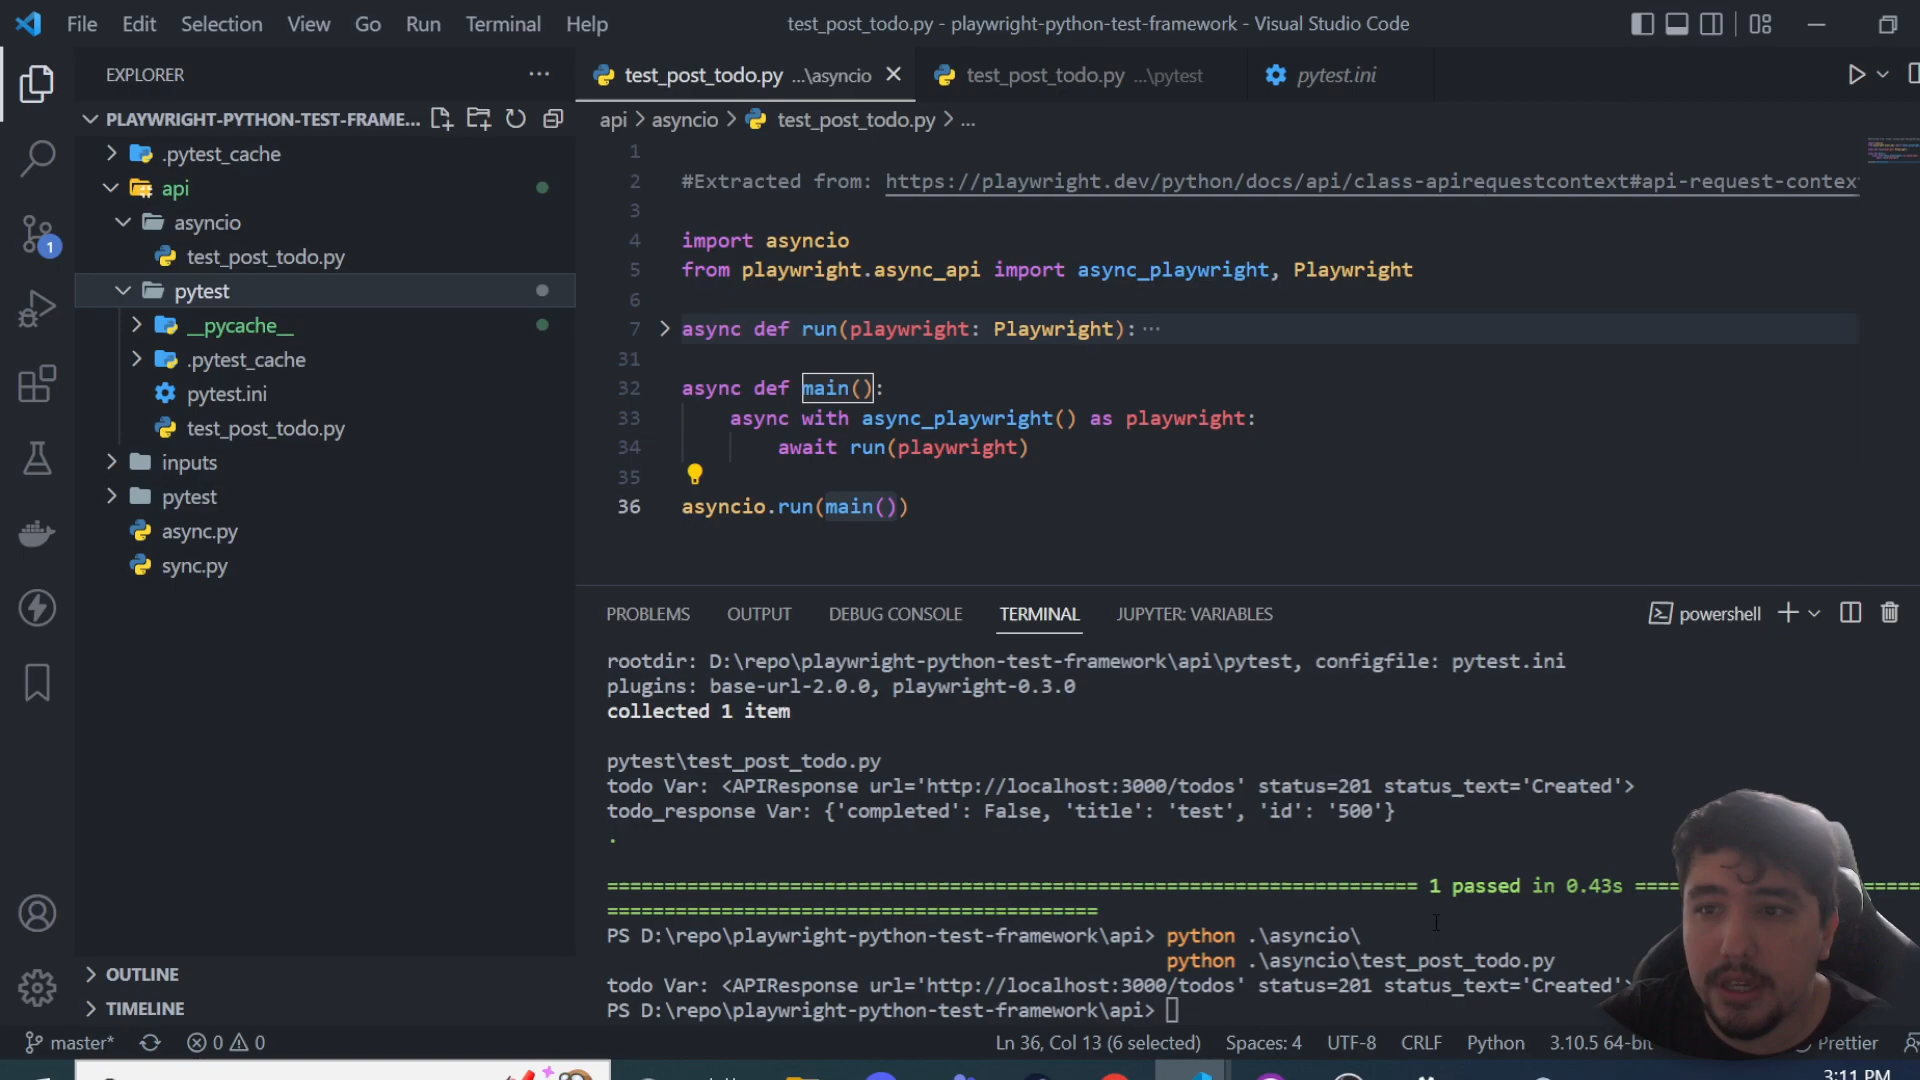 File Edit Selection View Go Run Terminal Help
test_post_todo.py - playwright-python-test-framework - Visual Studio Code
EXPLORER
PLAYWRIGHT-PYTHON-TEST-FRAME...
.pytest_cache
api
asyncio
test_post_todo.py
pytest
__pycache__
.pytest_cache
pytest.ini
test_post_todo.py
inputs
pytest
async.py
sync.py
OUTLINE
TIMELINE
test_post_todo.py ...\asyncio
test_post_todo.py ...\pytest
pytest.ini
api > asyncio > test_post_todo.py > ...
1
2 #Extracted from: https://playwright.dev/python/docs/api/class-apirequestcontext#api-request-contex
3
4 import asyncio
5 from playwright.async_api import async_playwright, Playwright
6
7 async def run(playwright: Playwright):...
31
32 async def main():
33 async with async_playwright() as playwright:
34 await run(playwright)
35
36 asyncio.run(main())
PROBLEMS OUTPUT DEBUG CONSOLE TERMINAL JUPYTER: VARIABLES
powershell
rootdir: D:\repo\playwright-python-test-framework\api\pytest, configfile: pytest.ini
plugins: base-url-2.0.0, playwright-0.3.0
collected 1 item
pytest\test_post_todo.py
todo Var: <APIResponse url='http://localhost:3000/todos' status=201 status_text='Created'>
todo_response Var: {'completed': False, 'title': 'test', 'id': '500'}
.
======================================================================= 1 passed in 0.43s ====
===========================================
PS D:\repo\playwright-python-test-framework\api> python .\asyncio\
python .\asyncio\test_post_todo.py
todo Var: <APIResponse url='http://localhost:3000/todos' status=201 status_text='Created'>
PS D:\repo\playwright-python-test-framework\api>
1
master* 0 0 Ln 36, Col 13 (6 selected) Spaces: 4 UTF-8 CRLF Python 3.10.5 64-bit Prettier
3:11 PM